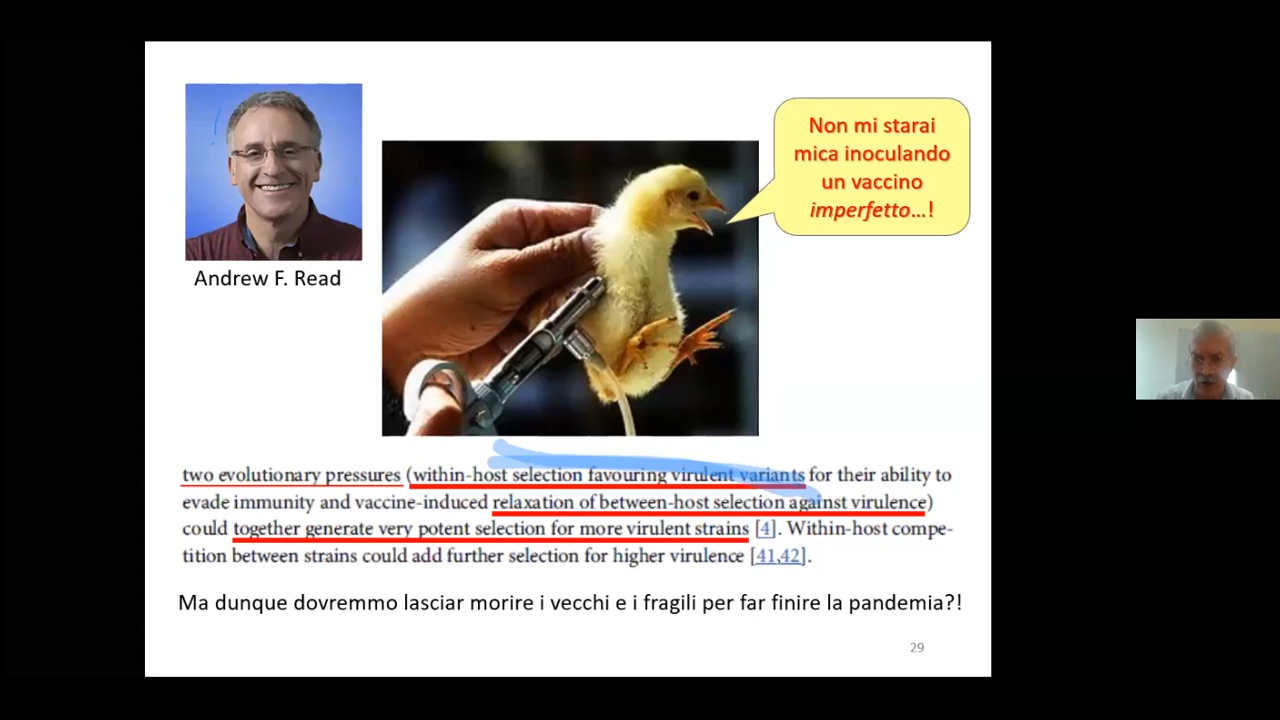 Non mi starai
mica inoculando
un vaccino
imperfetto...!
Andrew F. Read
two evolutionary pressures (within-host selection favouring virulent variants for their ability to
evade immunity and vaccine-induced relaxation of between-host selection against virulence)
could together generate very potent selection for more virulent strains [4]. Within-host compe-
tition between strains could add further selection for higher virulence [41,42].
Ma dunque dovremmo lasciar morire i vecchi e i fragili per far finire la pandemia?!
29